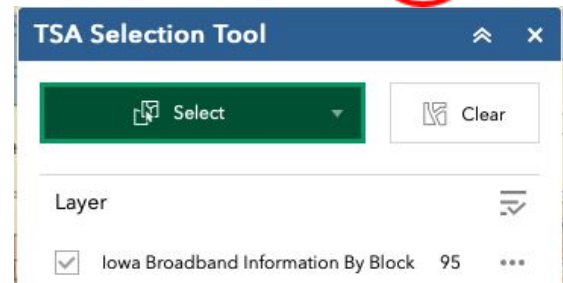 TSA Selection Tool
Select Clear
Layer
Iowa Broadband Information By Block 95